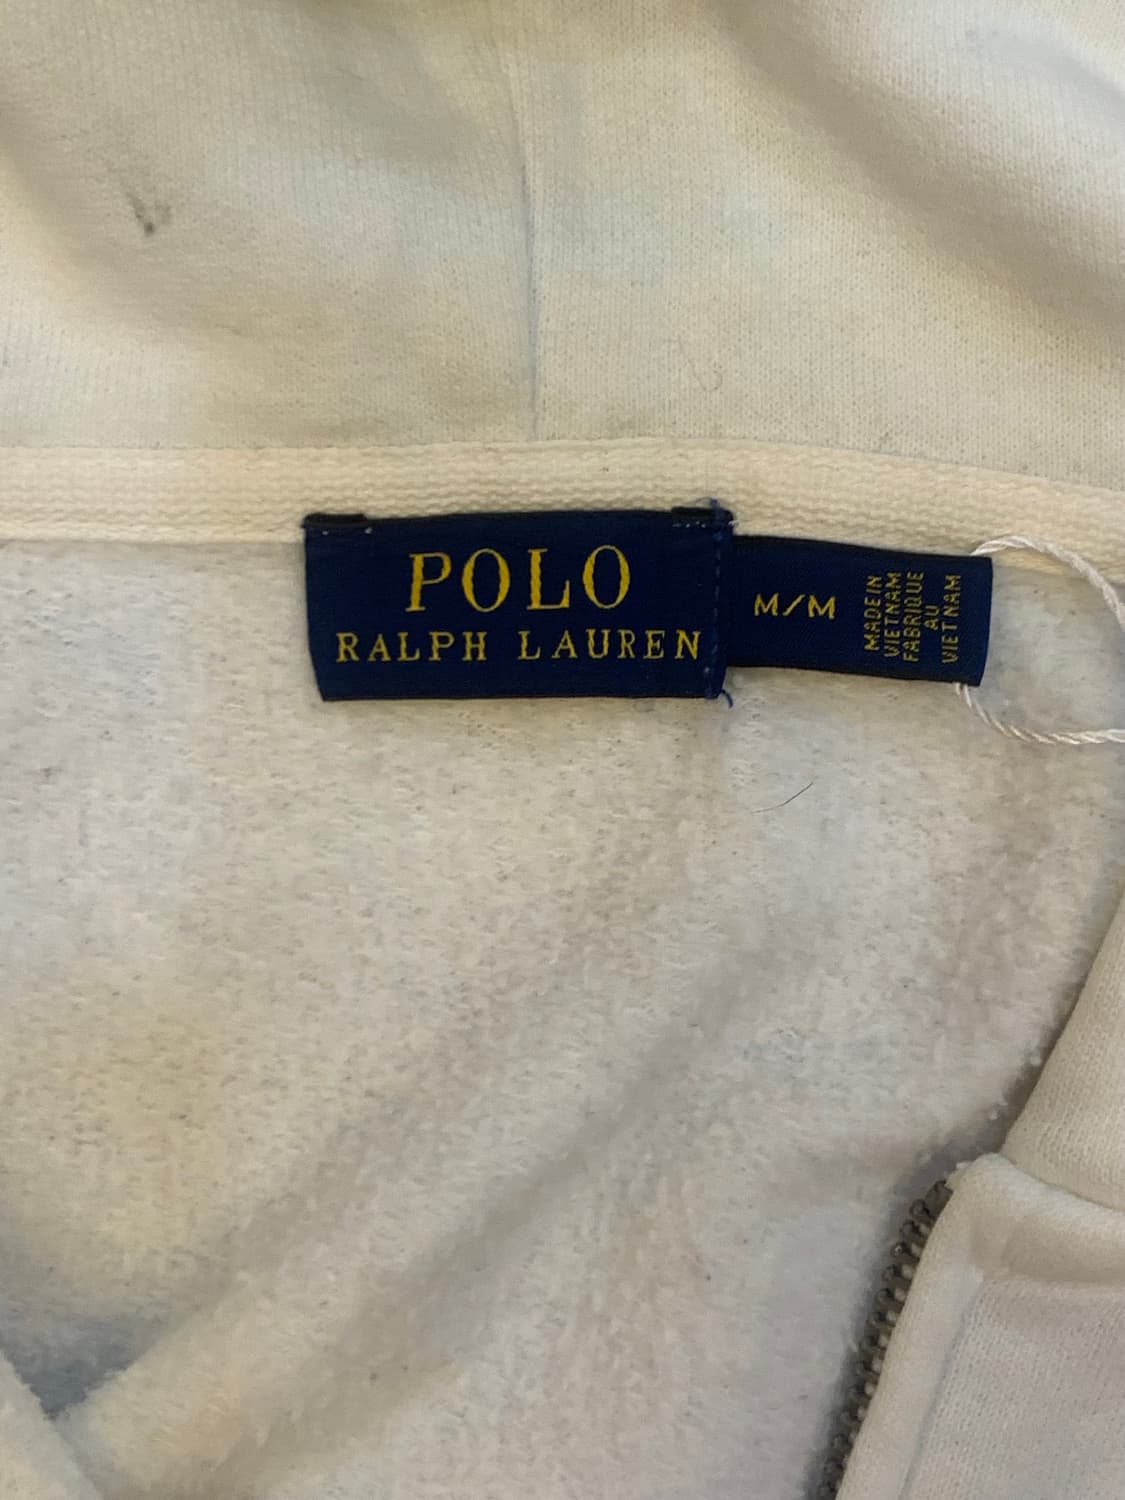 POLO
RALPH LAUREN
M/M
MADE IN
VIETNAM
FABRIQUE
AU
VIETNAM